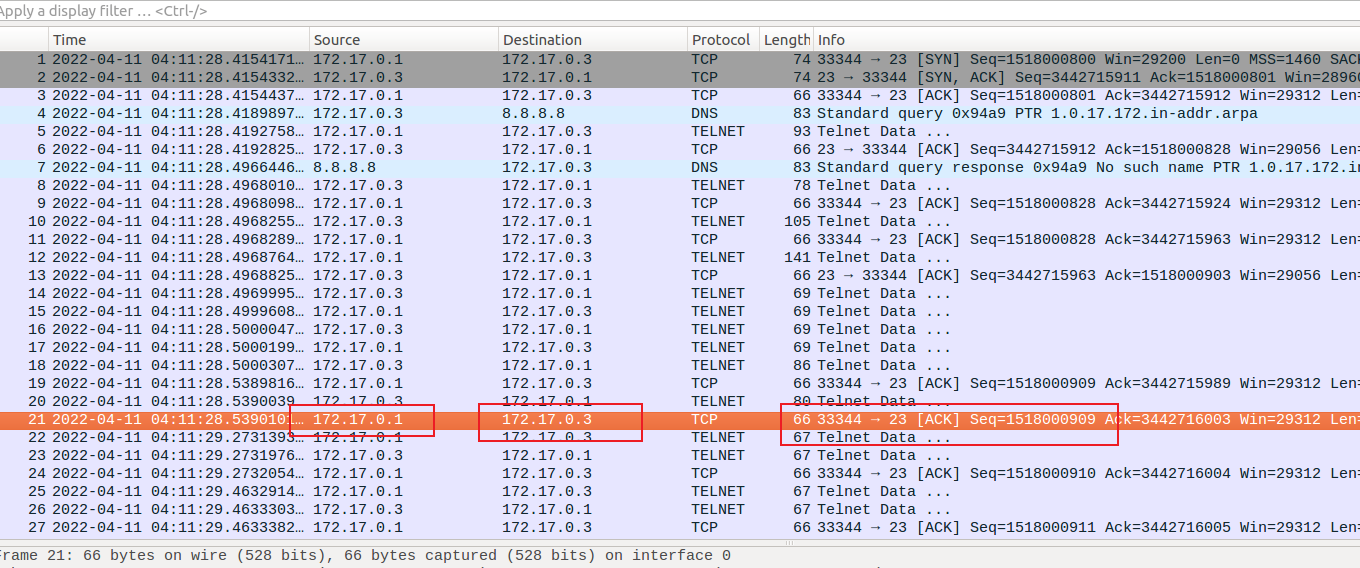 Apply a display filter … <Ctrl-/>
Time Source Destination Protocol Length Info
1 2022-04-11 04:11:28.4154171… 172.17.0.1 172.17.0.3 TCP 74 33344 → 23 [SYN] Seq=1518000800 Win=29200 Len=0 MSS=1460 SAC
2 2022-04-11 04:11:28.4154332… 172.17.0.3 172.17.0.1 TCP 74 23 → 33344 [SYN, ACK] Seq=3442715911 Ack=1518000801 Win=2896
3 2022-04-11 04:11:28.4154437… 172.17.0.1 172.17.0.3 TCP 66 33344 → 23 [ACK] Seq=1518000801 Ack=3442715912 Win=29312 Len=
4 2022-04-11 04:11:28.4189897… 172.17.0.3 8.8.8.8 DNS 83 Standard query 0x94a9 PTR 1.0.17.172.in-addr.arpa
5 2022-04-11 04:11:28.4192758… 172.17.0.1 172.17.0.3 TELNET 93 Telnet Data ...
6 2022-04-11 04:11:28.4192825… 172.17.0.3 172.17.0.1 TCP 66 23 → 33344 [ACK] Seq=3442715912 Ack=1518000828 Win=29056 Len=
7 2022-04-11 04:11:28.4966446… 8.8.8.8 172.17.0.3 DNS 83 Standard query response 0x94a9 No such name PTR 1.0.17.172.i
8 2022-04-11 04:11:28.4968010… 172.17.0.3 172.17.0.1 TELNET 78 Telnet Data ...
9 2022-04-11 04:11:28.4968098… 172.17.0.1 172.17.0.3 TCP 66 33344 → 23 [ACK] Seq=1518000828 Ack=3442715924 Win=29312 Len=
10 2022-04-11 04:11:28.4968255… 172.17.0.3 172.17.0.1 TELNET 105 Telnet Data ...
11 2022-04-11 04:11:28.4968289… 172.17.0.1 172.17.0.3 TCP 66 33344 → 23 [ACK] Seq=1518000828 Ack=3442715963 Win=29312 Len=
12 2022-04-11 04:11:28.4968764… 172.17.0.1 172.17.0.3 TELNET 141 Telnet Data ...
13 2022-04-11 04:11:28.4968825… 172.17.0.3 172.17.0.1 TCP 66 23 → 33344 [ACK] Seq=3442715963 Ack=1518000903 Win=29056 Len=
14 2022-04-11 04:11:28.4969995… 172.17.0.3 172.17.0.1 TELNET 69 Telnet Data ...
15 2022-04-11 04:11:28.4999608… 172.17.0.1 172.17.0.3 TELNET 69 Telnet Data ...
16 2022-04-11 04:11:28.5000047… 172.17.0.3 172.17.0.1 TELNET 69 Telnet Data ...
17 2022-04-11 04:11:28.5000199… 172.17.0.1 172.17.0.3 TELNET 69 Telnet Data ...
18 2022-04-11 04:11:28.5000307… 172.17.0.3 172.17.0.1 TELNET 86 Telnet Data ...
19 2022-04-11 04:11:28.5389816… 172.17.0.1 172.17.0.3 TCP 66 33344 → 23 [ACK] Seq=1518000909 Ack=3442715989 Win=29312 Len=
20 2022-04-11 04:11:28.5390039… 172.17.0.3 172.17.0.1 TELNET 80 Telnet Data ...
21 2022-04-11 04:11:28.539010 172.17.0.1 172.17.0.3 TCP 66 33344 → 23 [ACK] Seq=1518000909 Ack=3442716003 Win=29312 Len=
22 2022-04-11 04:11:29.2731393… 172.17.0.1 172.17.0.3 TELNET 67 Telnet Data ...
23 2022-04-11 04:11:29.2731976… 172.17.0.3 172.17.0.1 TELNET 67 Telnet Data ...
24 2022-04-11 04:11:29.2732054… 172.17.0.1 172.17.0.3 TCP 66 33344 → 23 [ACK] Seq=1518000910 Ack=3442716004 Win=29312 Len=
25 2022-04-11 04:11:29.4632914… 172.17.0.1 172.17.0.3 TELNET 67 Telnet Data ...
26 2022-04-11 04:11:29.4633303… 172.17.0.3 172.17.0.1 TELNET 67 Telnet Data ...
27 2022-04-11 04:11:29.4633382… 172.17.0.1 172.17.0.3 TCP 66 33344 → 23 [ACK] Seq=1518000911 Ack=3442716005 Win=29312 Len=
rame 21: 66 bytes on wire (528 bits), 66 bytes captured (528 bits) on interface 0